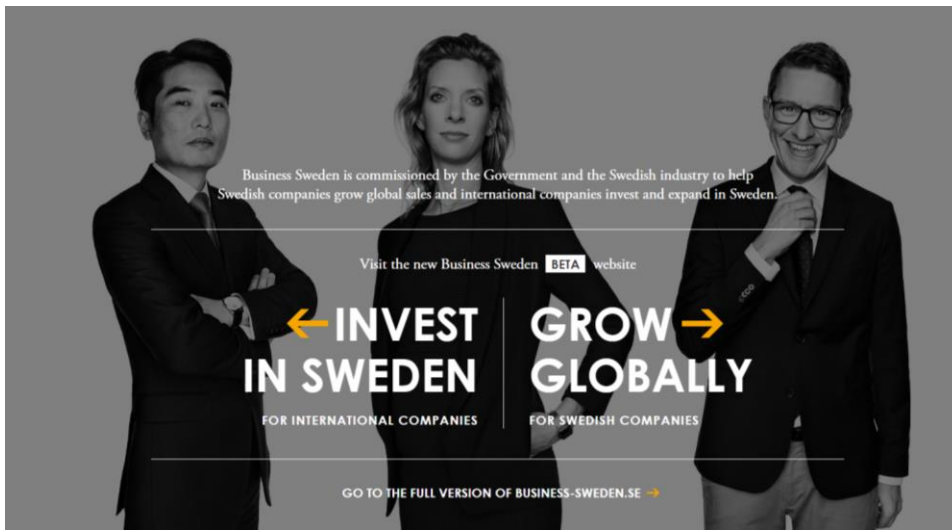 Business Sweden is commissioned by the Government and the Swedish industry to help
Swedish companies grow global sales and international companies invest and expand in Sweden.
Visit the new Business Sweden BETA website
← INVEST
IN SWEDEN
FOR INTERNATIONAL COMPANIES
GROW →
GLOBALLY
FOR SWEDISH COMPANIES
GO TO THE FULL VERSION OF BUSINESS-SWEDEN.SE →